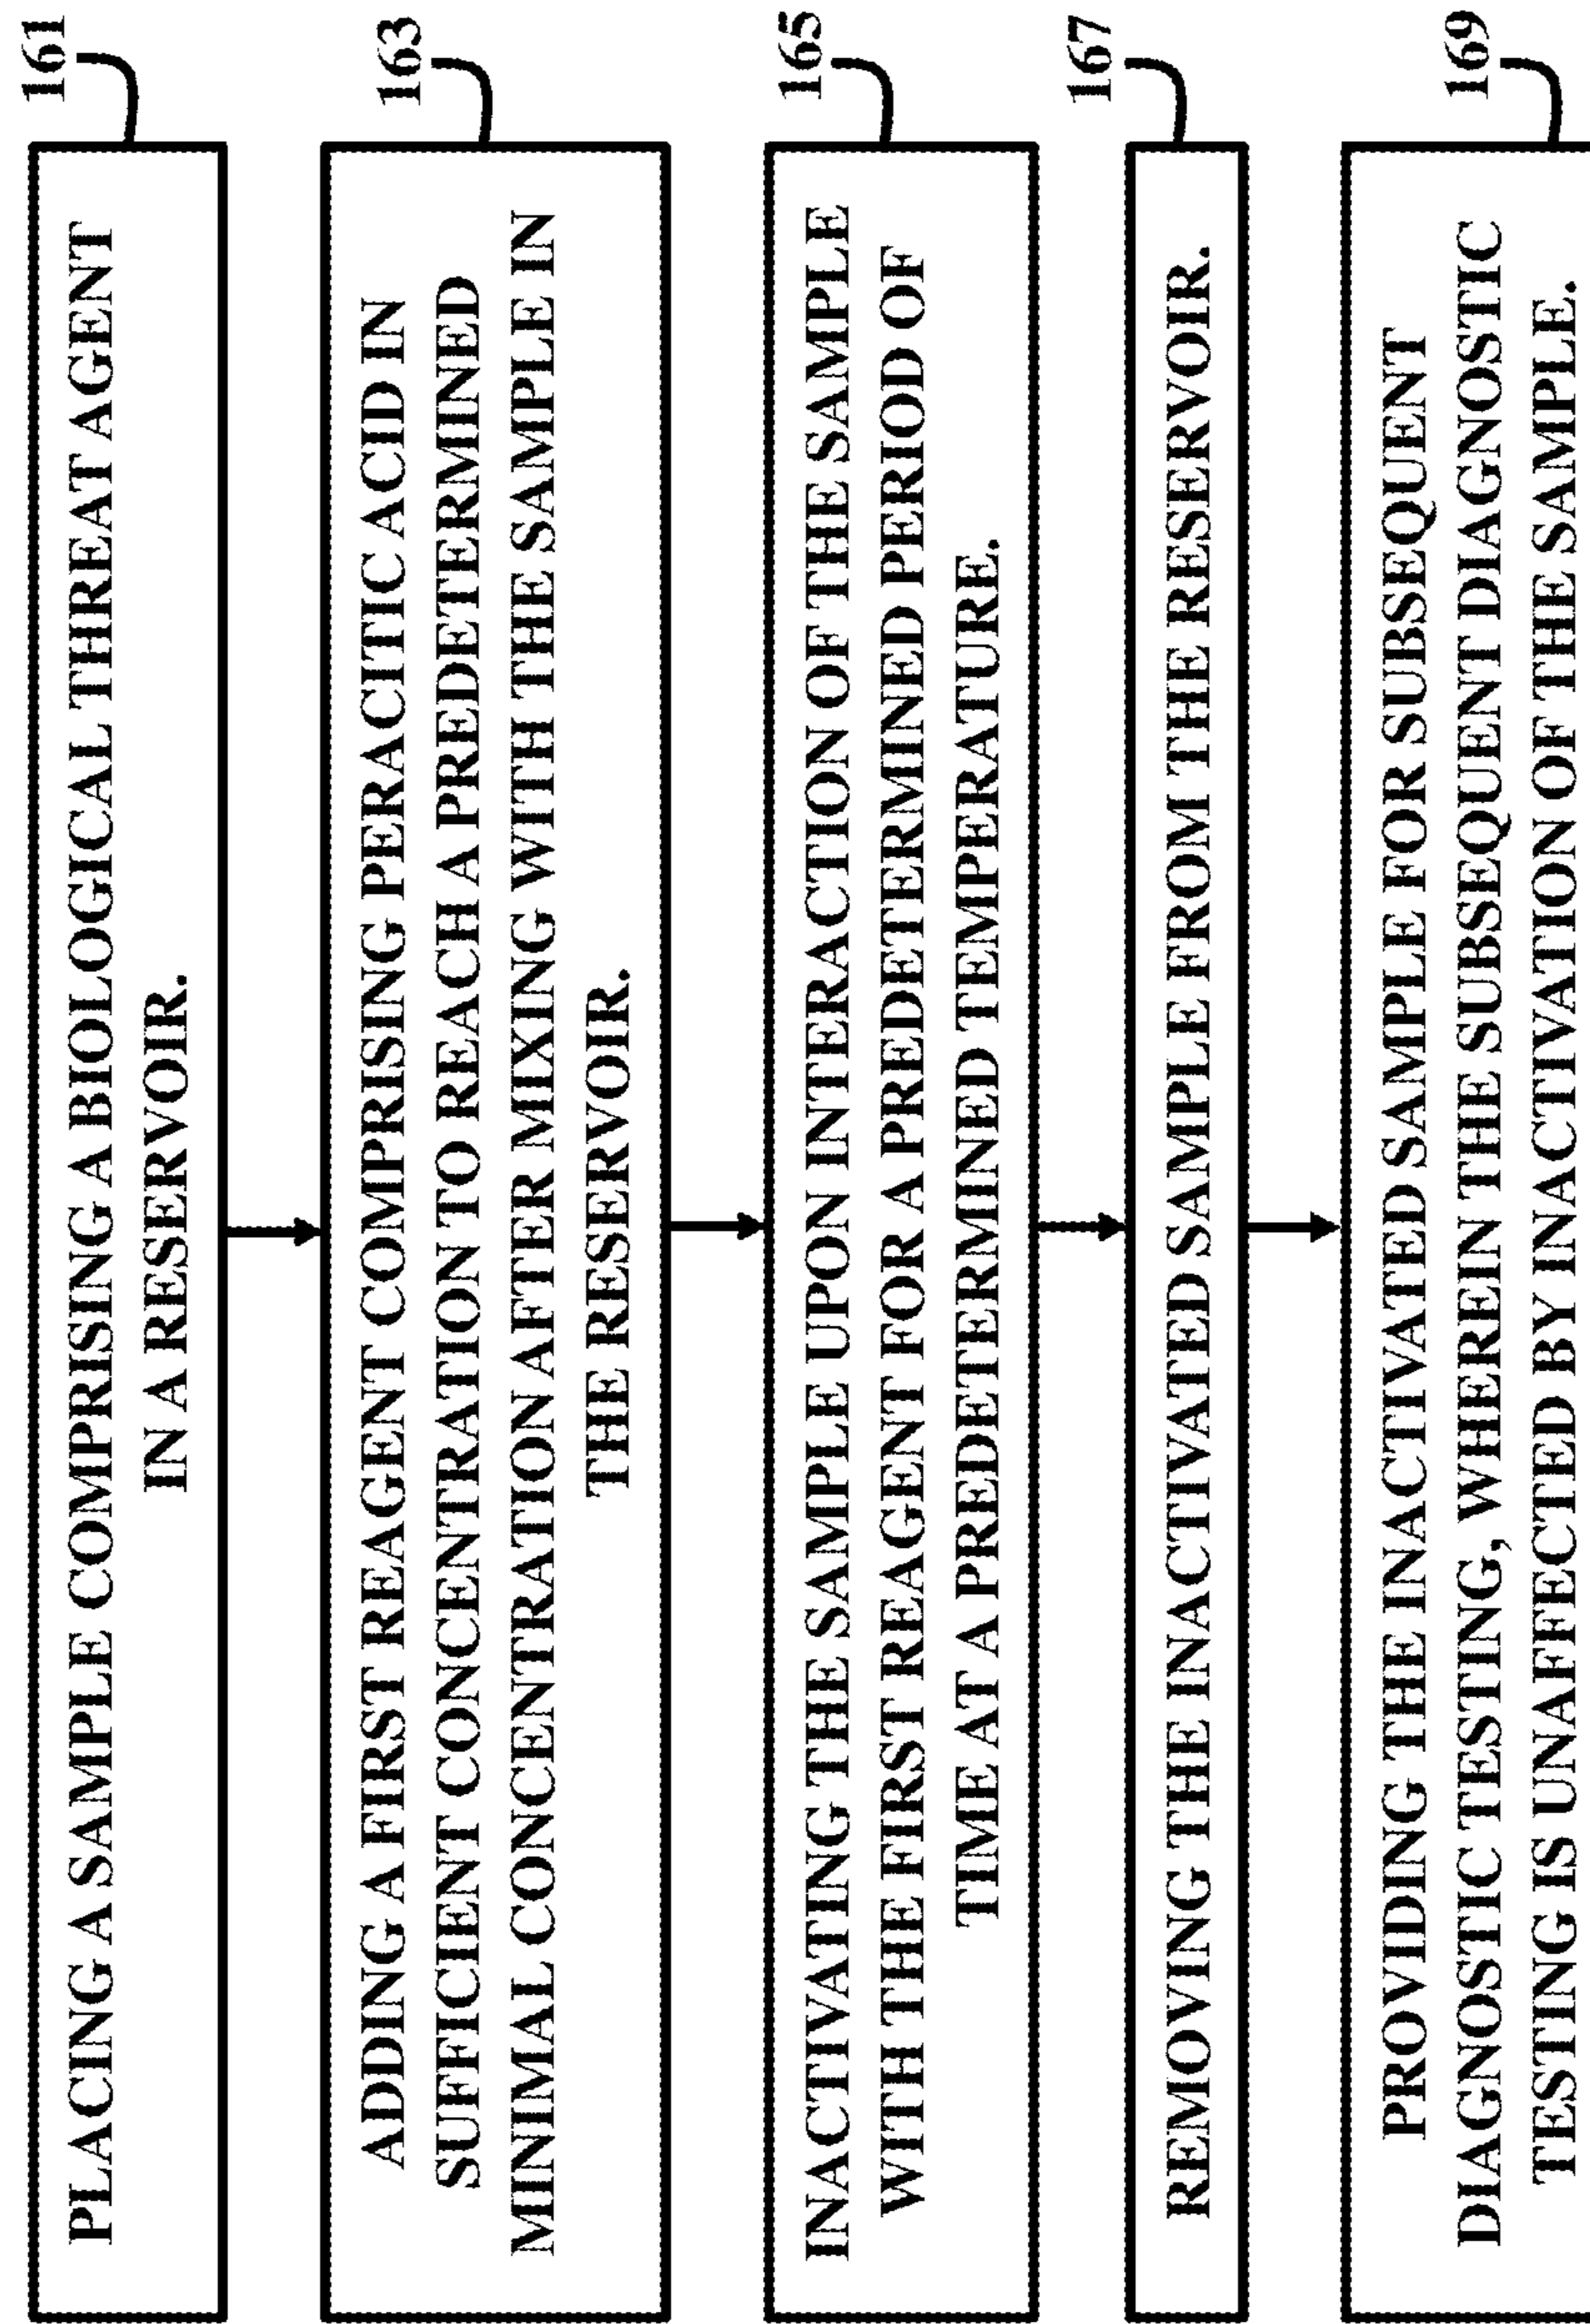 161
PLACING A SAMPLE COMPRISING A BIOLOGICAL THREAT AGENT
IN A RESERVOIR.
163
ADDING A FIRST REAGENT COMPRISING PERACITIC ACID IN
SUFFICIENT CONCENTRATION TO REACH A PREDETERMINED
MINIMAL CONCENTRATION AFTER MIXING WITH THE SAMPLE IN
THE RESERVOIR.
165
INACTIVATING THE SAMPLE UPON INTERACTION OF THE SAMPLE
WITH THE FIRST REAGENT FOR A PREDETERMINED PERIOD OF
TIME AT A PREDETERMINED TEMPERATURE.
167
REMOVING THE INACTIVATED SAMPLE FROM THE RESERVOIR.
169
PROVIDING THE INACTIVATED SAMPLE FOR SUBSEQUENT
DIAGNOSTIC TESTING, WHEREIN THE SUBSEQUENT DIAGNOSTIC
TESTING IS UNAFFECTED BY INACTIVATION OF THE SAMPLE.